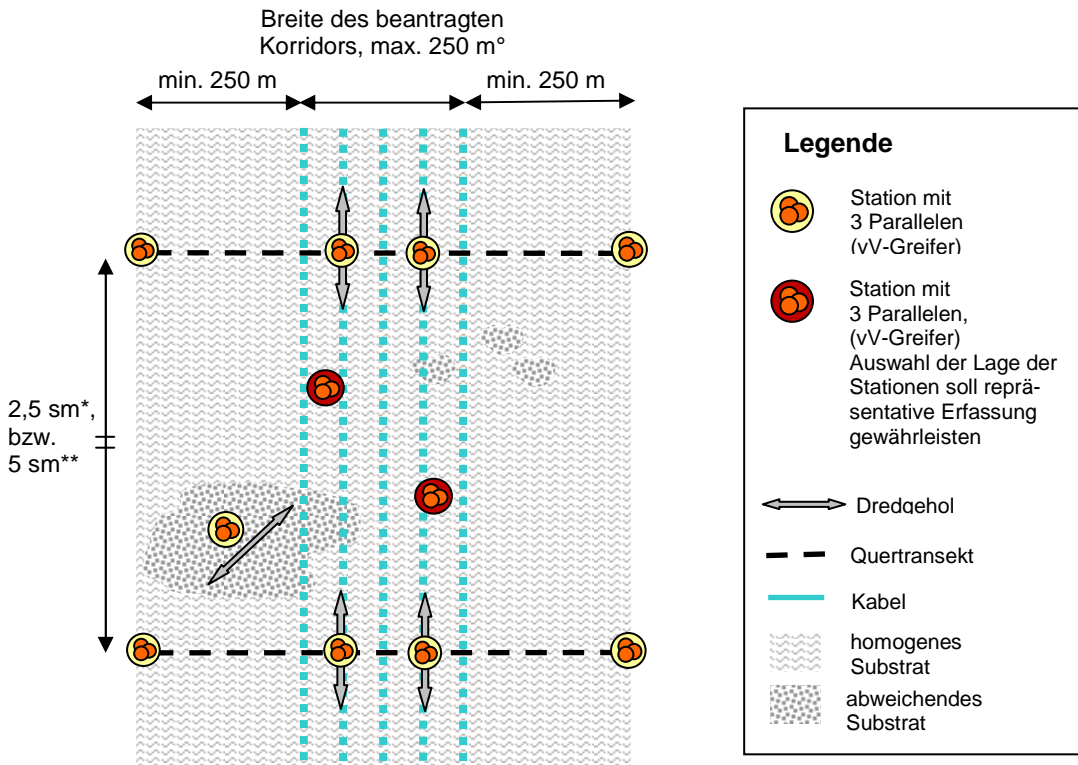 Breite des beantragten
Korridors, max. 250 m°
min. 250 m
min. 250 m
2,5 sm*,
bzw.
5 sm**
Legende
Station mit
3 Parallelen
(vV-Greifer)
Station mit
3 Parallelen,
(vV-Greifer)
Auswahl der Lage der
Stationen soll reprä-
sentative Erfassung
gewährleisten
Dredgehol
Quertransekt
Kabel
homogenes
Substrat
abweichendes
Substrat